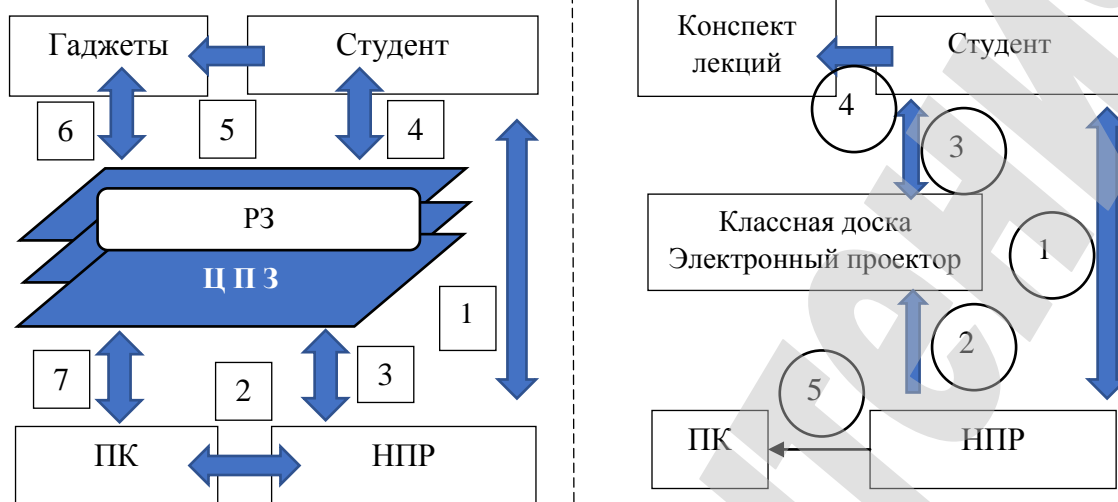 Гаджеты
Студент
6
5
4
РЗ
Ц П З
1
7
2
3
ПК
НПР
Конспект
лекций
Студент
4
3
Классная доска
Электронный проектор
1
2
5
ПК
НПР